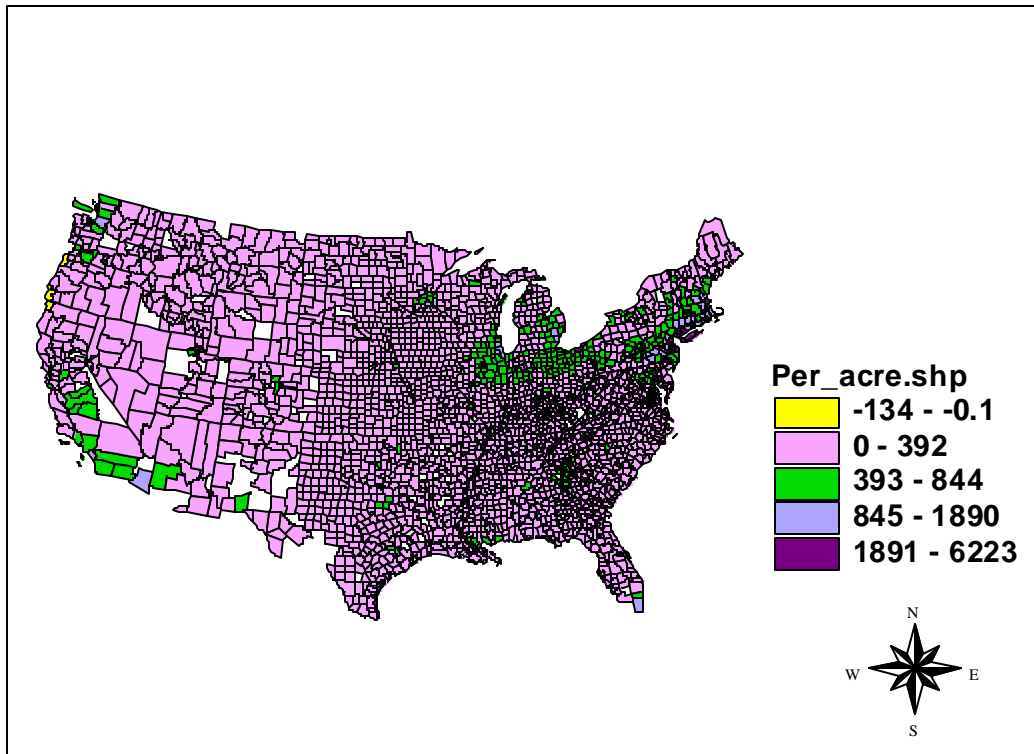 Per_acre.shp
-134 - -0.1
0 - 392
393 - 844
845 - 1890
1891 - 6223
N
W E
S